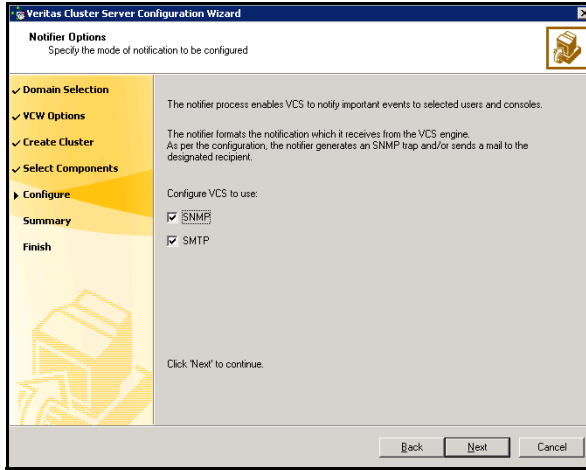 Veritas Cluster Server Configuration Wizard
Notifier Options
Specify the mode of notification to be configured
Domain Selection
VCW Options
Create Cluster
Select Components
Configure
Summary
Finish
The notifier process enables VCS to notify important events to selected users and consoles.
The notifier formats the notification which it receives from the VCS engine.
As per the configuration, the notifier generates an SNMP trap and/or sends a mail to the
designated recipient.
Configure VCS to use:
SNMP
SMTP
Click 'Next' to continue.
Back Next Cancel